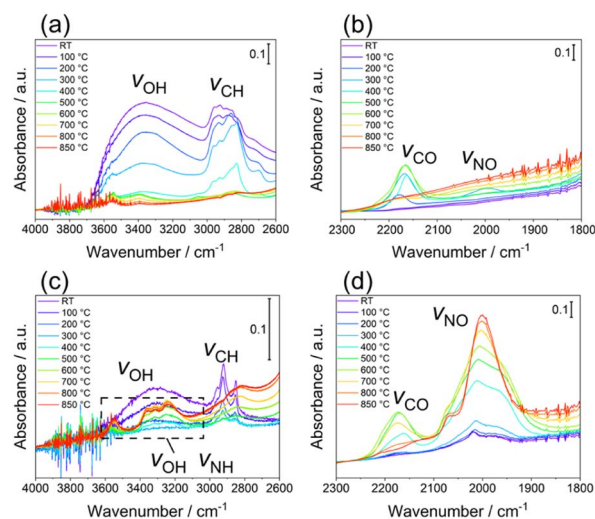 (a)
Absorbance / a.u.
RT
100 °C
200 °C
300 °C
400 °C
500 °C
600 °C
700 °C
800 °C
850 °C
νOH
νCH
0.1
4000 3800 3600 3400 3200 3000 2800 2600
Wavenumber / cm-1
(b)
Absorbance / a.u.
RT
100 °C
200 °C
300 °C
400 °C
500 °C
600 °C
700 °C
800 °C
850 °C
νCO
νNO
0.1
2300 2200 2100 2000 1900 1800
Wavenumber / cm-1
(c)
Absorbance / a.u.
RT
100 °C
200 °C
300 °C
400 °C
500 °C
600 °C
700 °C
800 °C
850 °C
νOH
νCH
0.1
νOH
νNH
4000 3800 3600 3400 3200 3000 2800 2600
Wavenumber / cm-1
(d)
Absorbance / a.u.
RT
100 °C
200 °C
300 °C
400 °C
500 °C
600 °C
700 °C
800 °C
850 °C
νNO
νCO
0.1
2300 2200 2100 2000 1900 1800
Wavenumber / cm-1